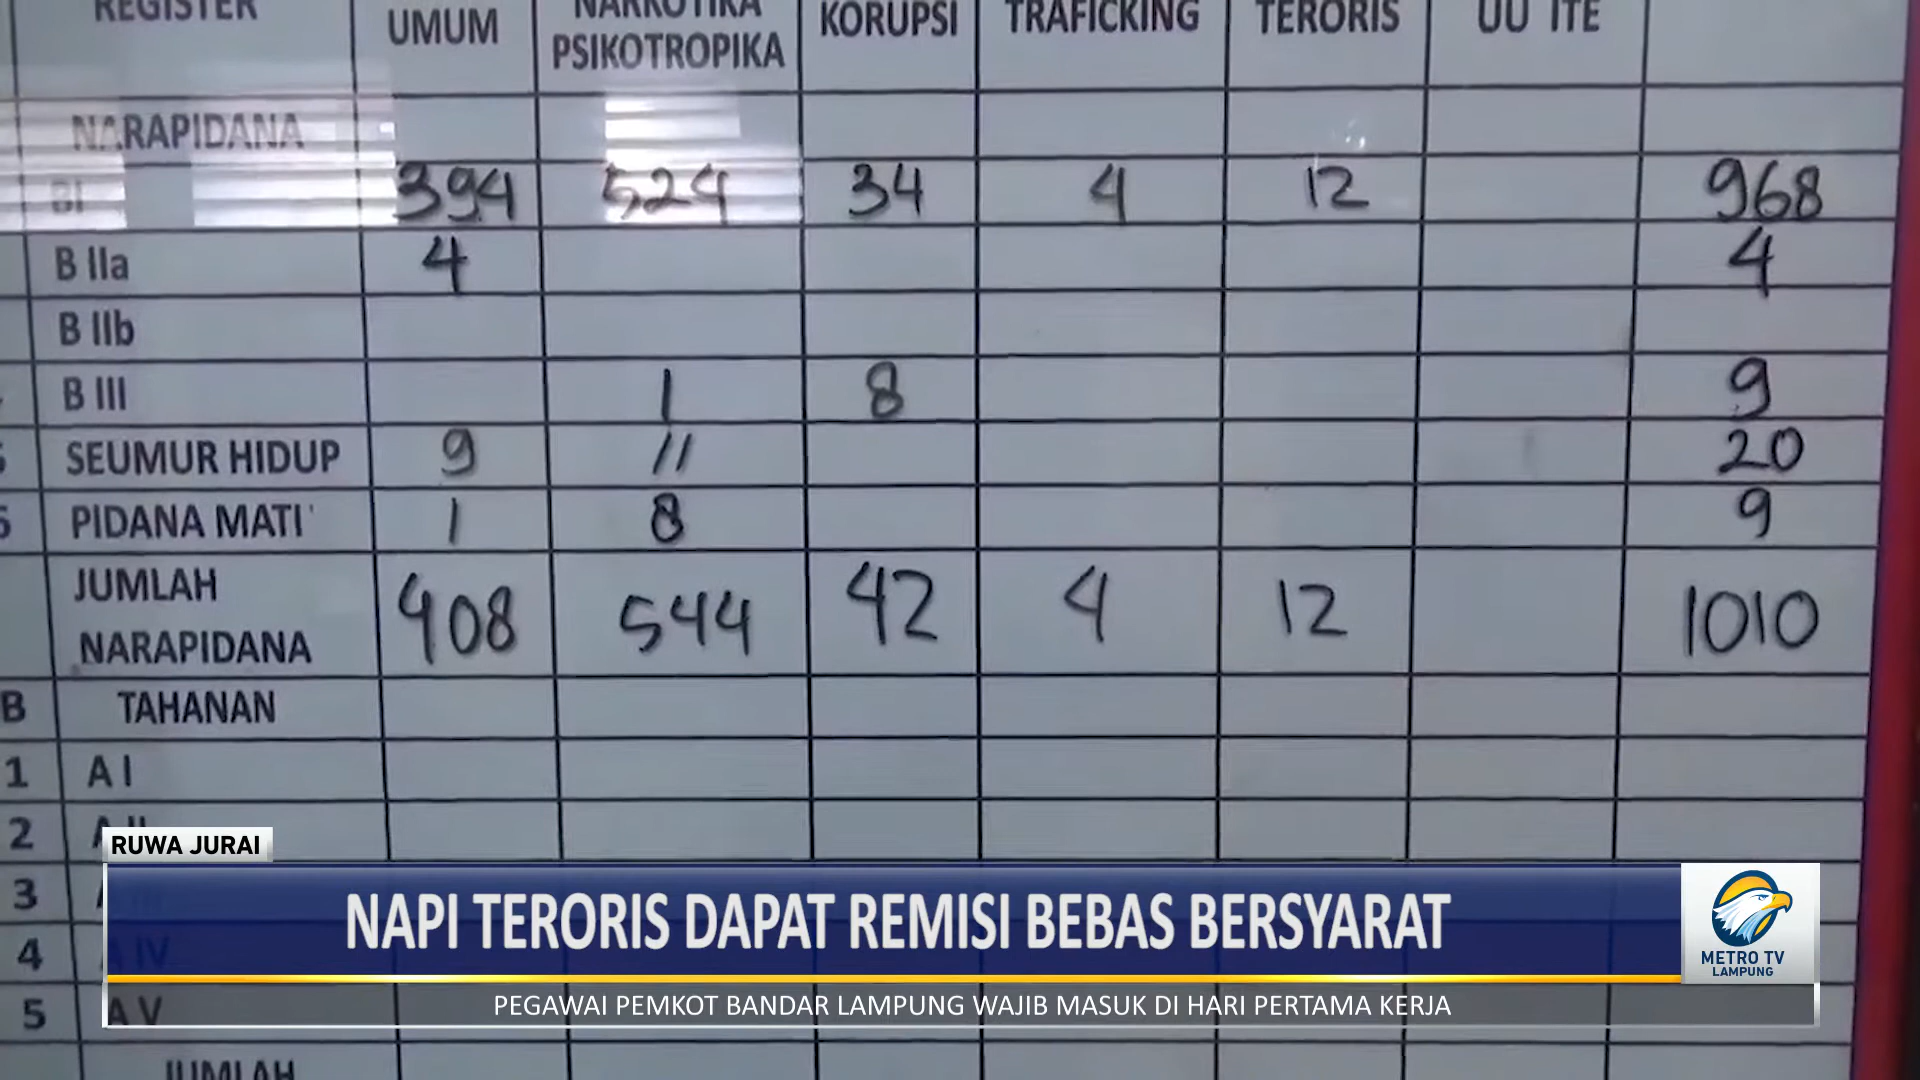 REGISTER UMUM NARKOTIKA PSIKOTROPIKA KORUPSI TRAFICKING TERORIS UU ITE
NARAPIDANA
BI 394 524 34 4 12 968
B IIa 4 4
B IIb
B III 1 8 9
SEUMUR HIDUP 9 11 20
PIDANA MATI 1 8 9
JUMLAH
NARAPIDANA 408 544 42 4 12 1010
B TAHANAN
1 A I
2 A II
3
4 A IV
5 A V
JUMLAH
RUWA JURAI
NAPI TERORIS DAPAT REMISI BEBAS BERSYARAT
METRO TV
LAMPUNG
PEGAWAI PEMKOT BANDAR LAMPUNG WAJIB MASUK DI HARI PERTAMA KERJA